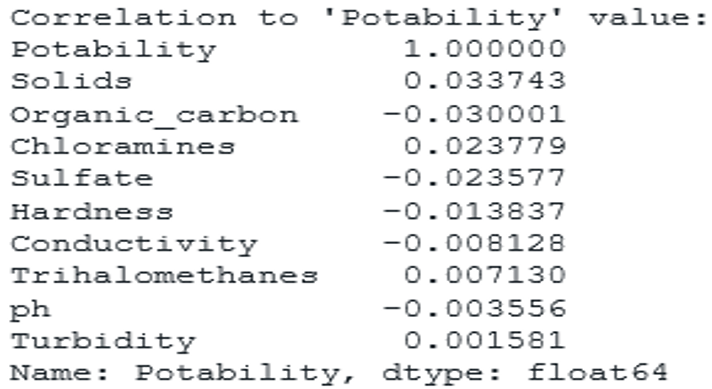 Correlation to 'Potability' value:
Potability 1.000000
Solids 0.033743
Organic_carbon -0.030001
Chloramines 0.023779
Sulfate -0.023577
Hardness -0.013837
Conductivity -0.008128
Trihalomethanes 0.007130
ph -0.003556
Turbidity 0.001581
Name: Potability, dtype: float64